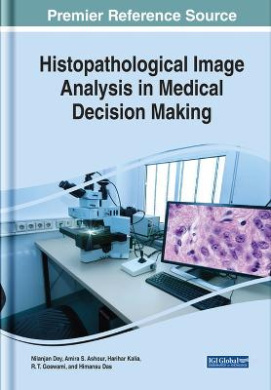 Premier Reference Source
Histopathological Image
Analysis in Medical
Decision Making
Nilanjan Dey, Amira S. Ashour, Harihar Kalia,
R.T. Goswami, and Himansu Das
IGI Global